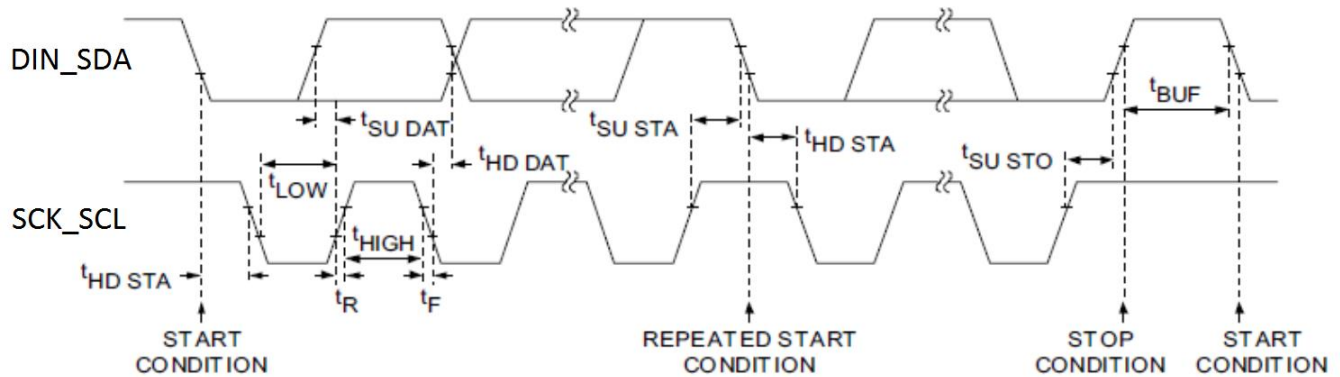 DIN_SDA
tBUF
tSU DAT
tSU STA
tHD STA
tHD DAT
tSU STO
tLOW
SCK_SCL
tHIGH
tHD STA
tR
tF
START
CONDITION
REPEATED START
CONDITION
STOP
CONDITION
START
CONDITION